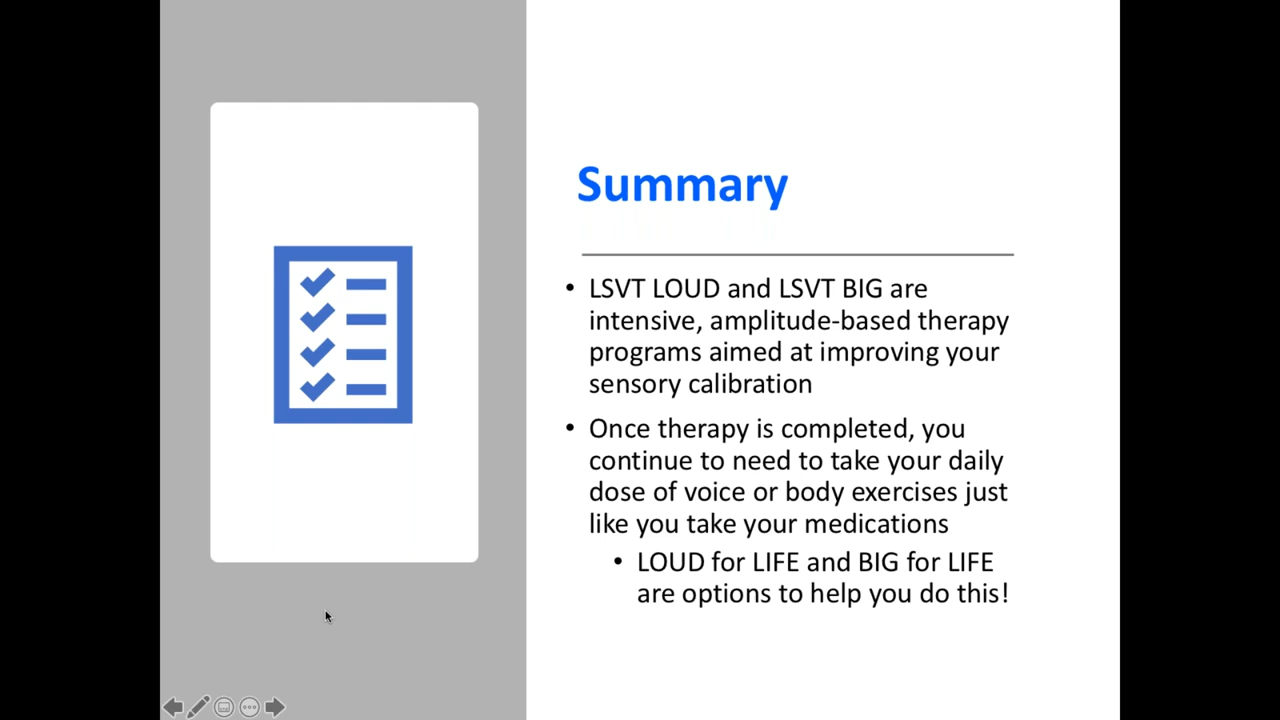 Summary
• LSVT LOUD and LSVT BIG are
intensive, amplitude-based therapy
programs aimed at improving your
sensory calibration
• Once therapy is completed, you
continue to need to take your daily
dose of voice or body exercises just
like you take your medications
• LOUD for LIFE and BIG for LIFE
are options to help you do this!